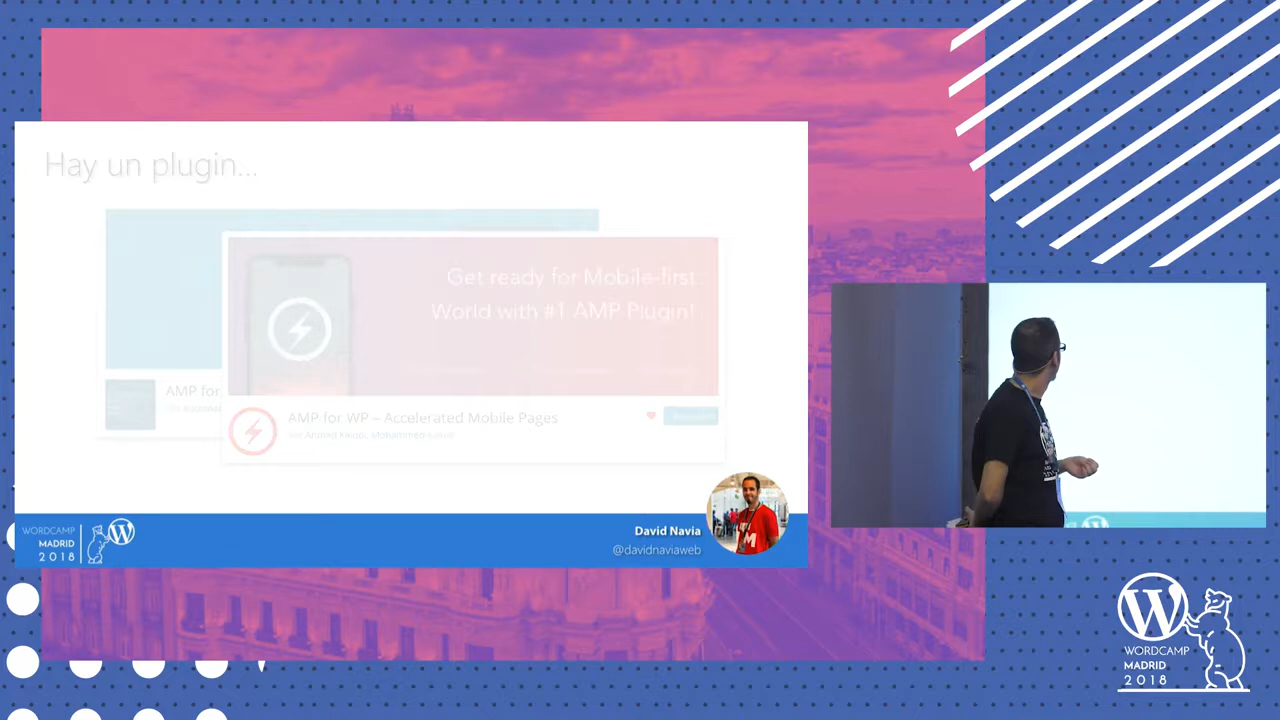 Hay un plugin...
Get ready for Mobile-first
World with #1 AMP Plugin!
AMP for
AMP for WP – Accelerated Mobile Pages
WORDCAMP
MADRID
2018
David Navia
@davidnaviaweb
M
WORDCAMP
MADRID
2018